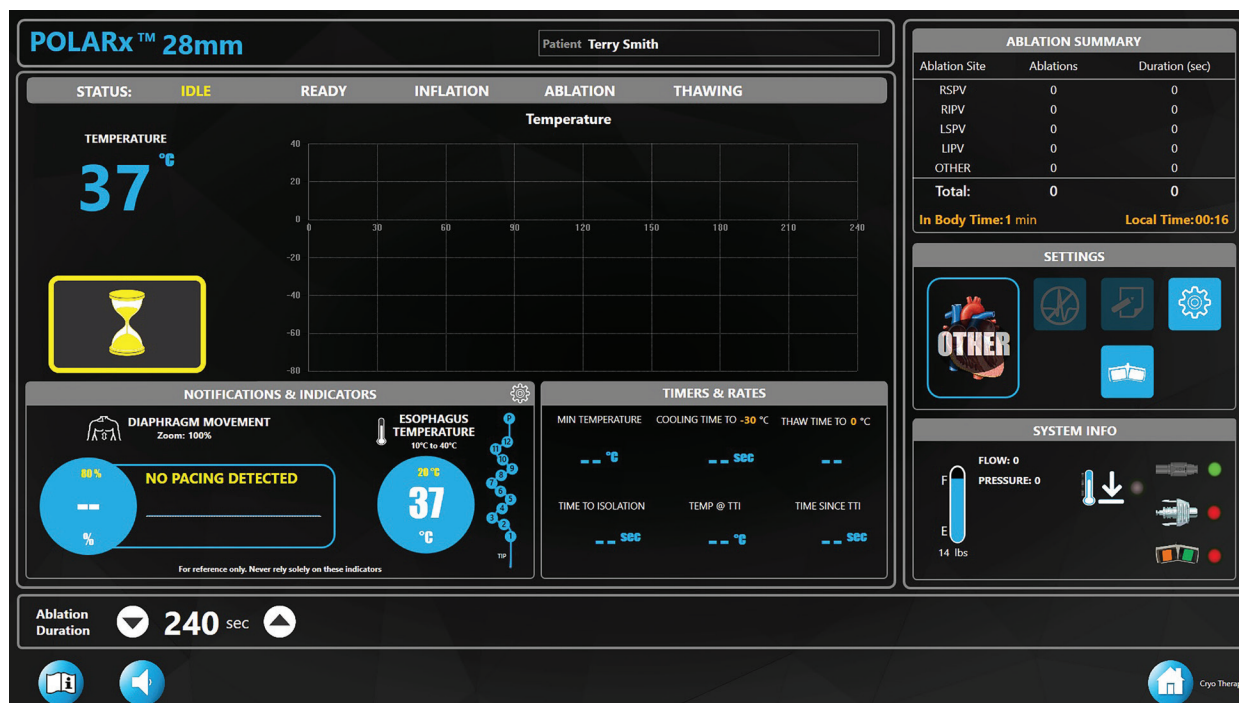 POLARx™ 28mm
Patient Terry Smith
STATUS: IDLE READY INFLATION ABLATION THAWING
TEMPERATURE
37 °C
Temperature
40
20
0
0 30 60 90 120 150 180 210 240
-20
-40
-60
-80
NOTIFICATIONS & INDICATORS
DIAPHRAGM MOVEMENT
Zoom: 100%
80 %
--
%
NO PACING DETECTED
ESOPHAGUS
TEMPERATURE
10°C to 40°C
20 °C
37
°C
P
12
11
10
9
8
7
6
5
4
3
2
1
TIP
For reference only. Never rely solely on these indicators
TIMERS & RATES
MIN TEMPERATURE COOLING TIME TO -30 °C THAW TIME TO 0 °C
-- °C -- sec --
TIME TO ISOLATION TEMP @ TTI TIME SINCE TTI
-- sec -- °C -- sec
ABLATION SUMMARY
Ablation Site Ablations Duration (sec)
RSPV 0 0
RIPV 0 0
LSPV 0 0
LIPV 0 0
OTHER 0 0
Total: 0 0
In Body Time: 1 min Local Time: 00:16
SETTINGS
OTHER
SYSTEM INFO
FLOW: 0
PRESSURE: 0
F
E
14 lbs
Ablation
Duration
240 sec
i
Cryo Therap